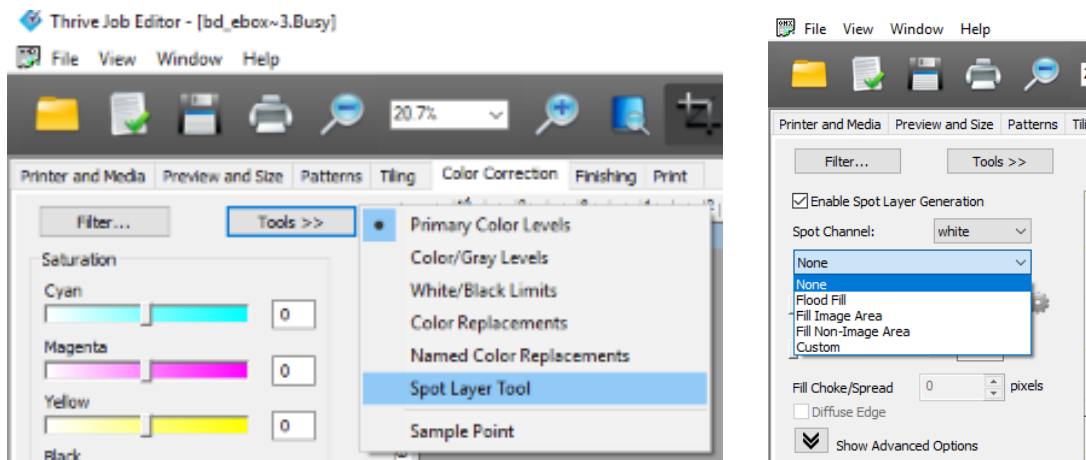 Thrive Job Editor - [bd_ebox~3.Busy]
File View Window Help
20.7%
Printer and Media Preview and Size Patterns Tiling Color Correction Finishing Print
Filter... Tools >>
Saturation
Cyan
0
Magenta
0
Yellow
0
Black
Primary Color Levels
Color/Gray Levels
White/Black Limits
Color Replacements
Named Color Replacements
Spot Layer Tool
Sample Point
File View Window Help
Printer and Media Preview and Size Patterns
Filter... Tools >>
Enable Spot Layer Generation
Spot Channel: white
None
None
Flood Fill
Fill Image Area
Fill Non-Image Area
Custom
Fill Choke/Spread 0 pixels
Diffuse Edge
Show Advanced Options